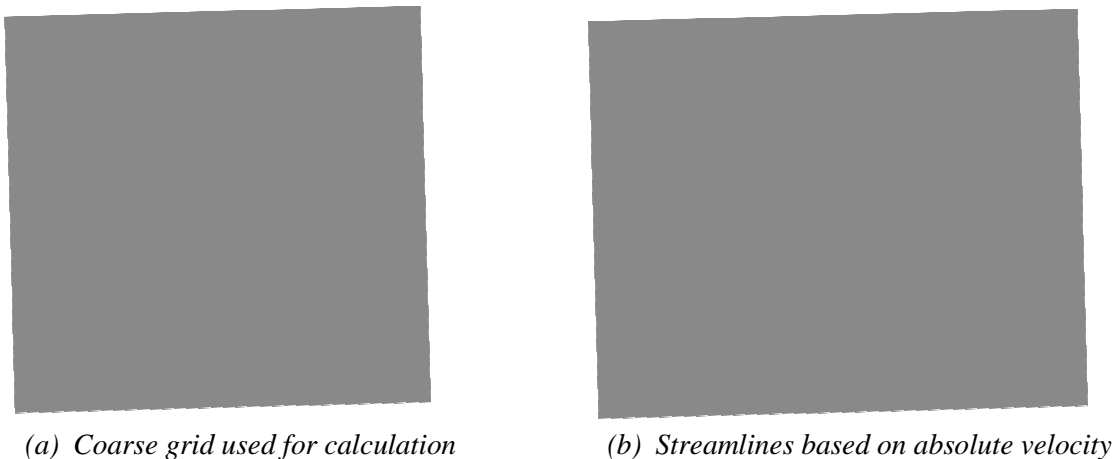 (a) Coarse grid used for calculation
(b) Streamlines based on absolute velocity